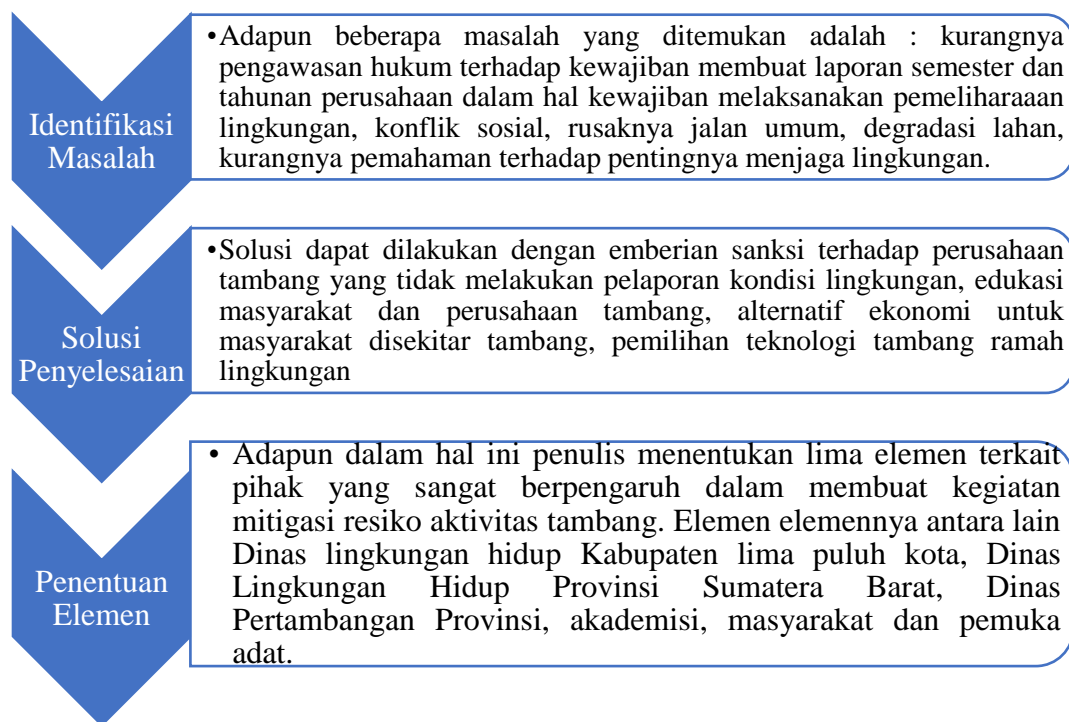 Identifikasi
Masalah
•Adapun beberapa masalah yang ditemukan adalah : kurangnya
pengawasan hukum terhadap kewajiban membuat laporan semester dan
tahunan perusahaan dalam hal kewajiban melaksanakan pemeliharaaan
lingkungan, konflik sosial, rusaknya jalan umum, degradasi lahan,
kurangnya pemahaman terhadap pentingnya menjaga lingkungan.
Solusi
Penyelesaian
•Solusi dapat dilakukan dengan emberian sanksi terhadap perusahaan
tambang yang tidak melakukan pelaporan kondisi lingkungan, edukasi
masyarakat dan perusahaan tambang, alternatif ekonomi untuk
masyarakat disekitar tambang, pemilihan teknologi tambang ramah
lingkungan
Penentuan
Elemen
• Adapun dalam hal ini penulis menentukan lima elemen terkait
pihak yang sangat berpengaruh dalam membuat kegiatan
mitigasi resiko aktivitas tambang. Elemen elemennya antara lain
Dinas lingkungan hidup Kabupaten lima puluh kota, Dinas
Lingkungan Hidup Provinsi Sumatera Barat, Dinas
Pertambangan Provinsi, akademisi, masyarakat dan pemuka
adat.